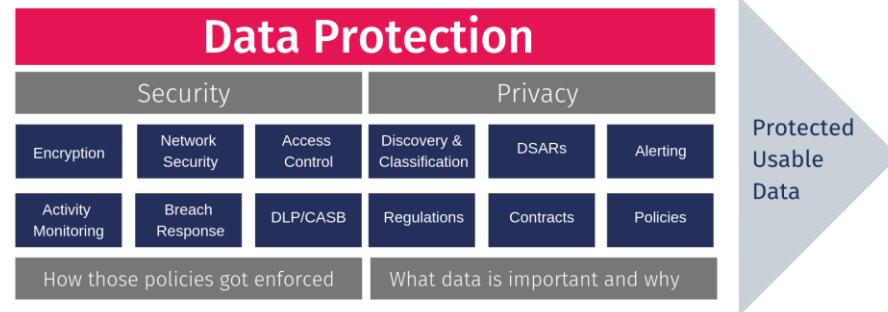 Data Protection
Security
Privacy
Encryption
Network
Security
Access
Control
Discovery &
Classification
DSARs
Alerting
Activity
Monitoring
Breach
Response
DLP/CASB
Regulations
Contracts
Policies
How those policies got enforced
What data is important and why
Protected
Usable
Data